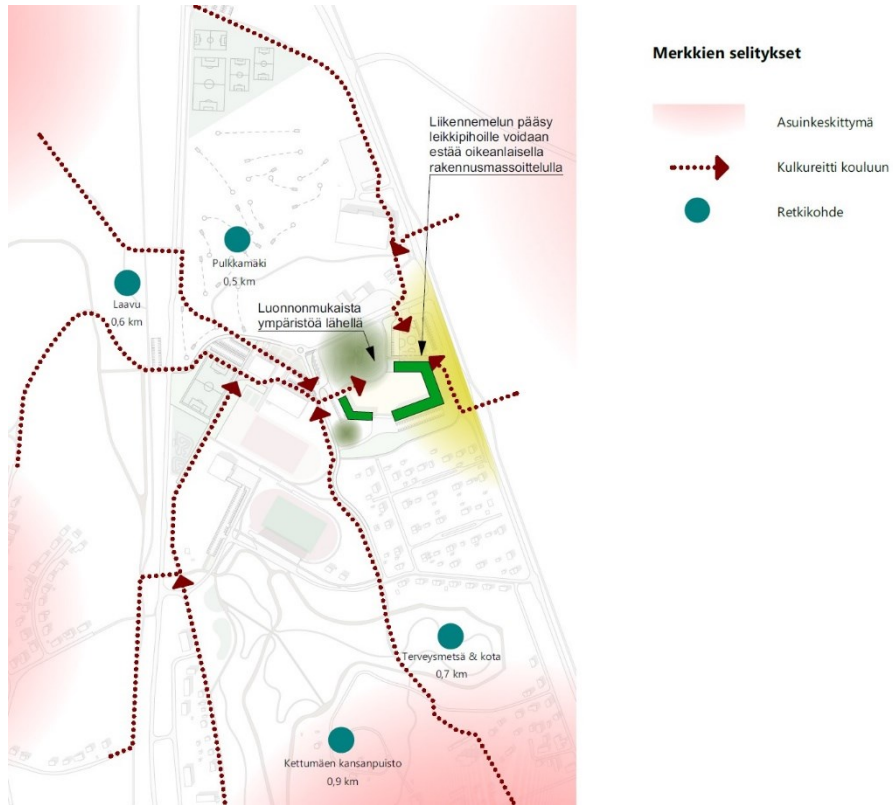 Merkkien selitykset
Asuinkeskittymä
Kulkureitti kouluun
Retkikohde
Liikennemelun pääsy
leikkipihoille voidaan
estää oikeanlaisella
rakennusmassoittelulla
Pulkkamäki
0,5 km
Laavu
0,6 km
Luonnonmukaista
ympäristöä lähellä
Terveysmetsä & kota
0,7 km
Kettumäen kansanpuisto
0,9 km